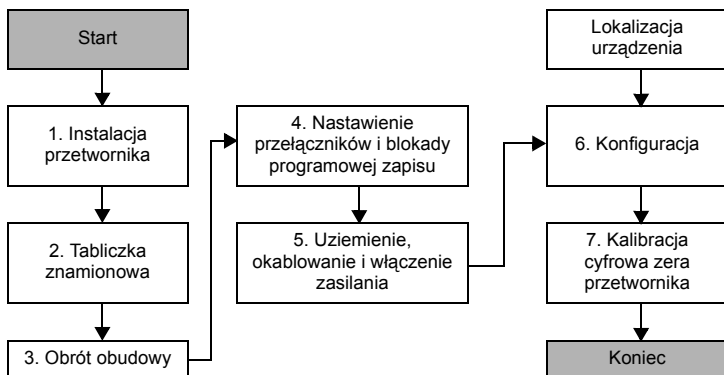 Start
1. Instalacja
przetwornika
2. Tabliczka
znamionowa
3. Obrót obudowy
4. Nastawienie
przełączników i blokady
programowej zapisu
5. Uziemienie,
okablowanie i włączenie
zasilania
Lokalizacja
urządzenia
6. Konfiguracja
7. Kalibracja
cyfrowa zera
przetwornika
Koniec